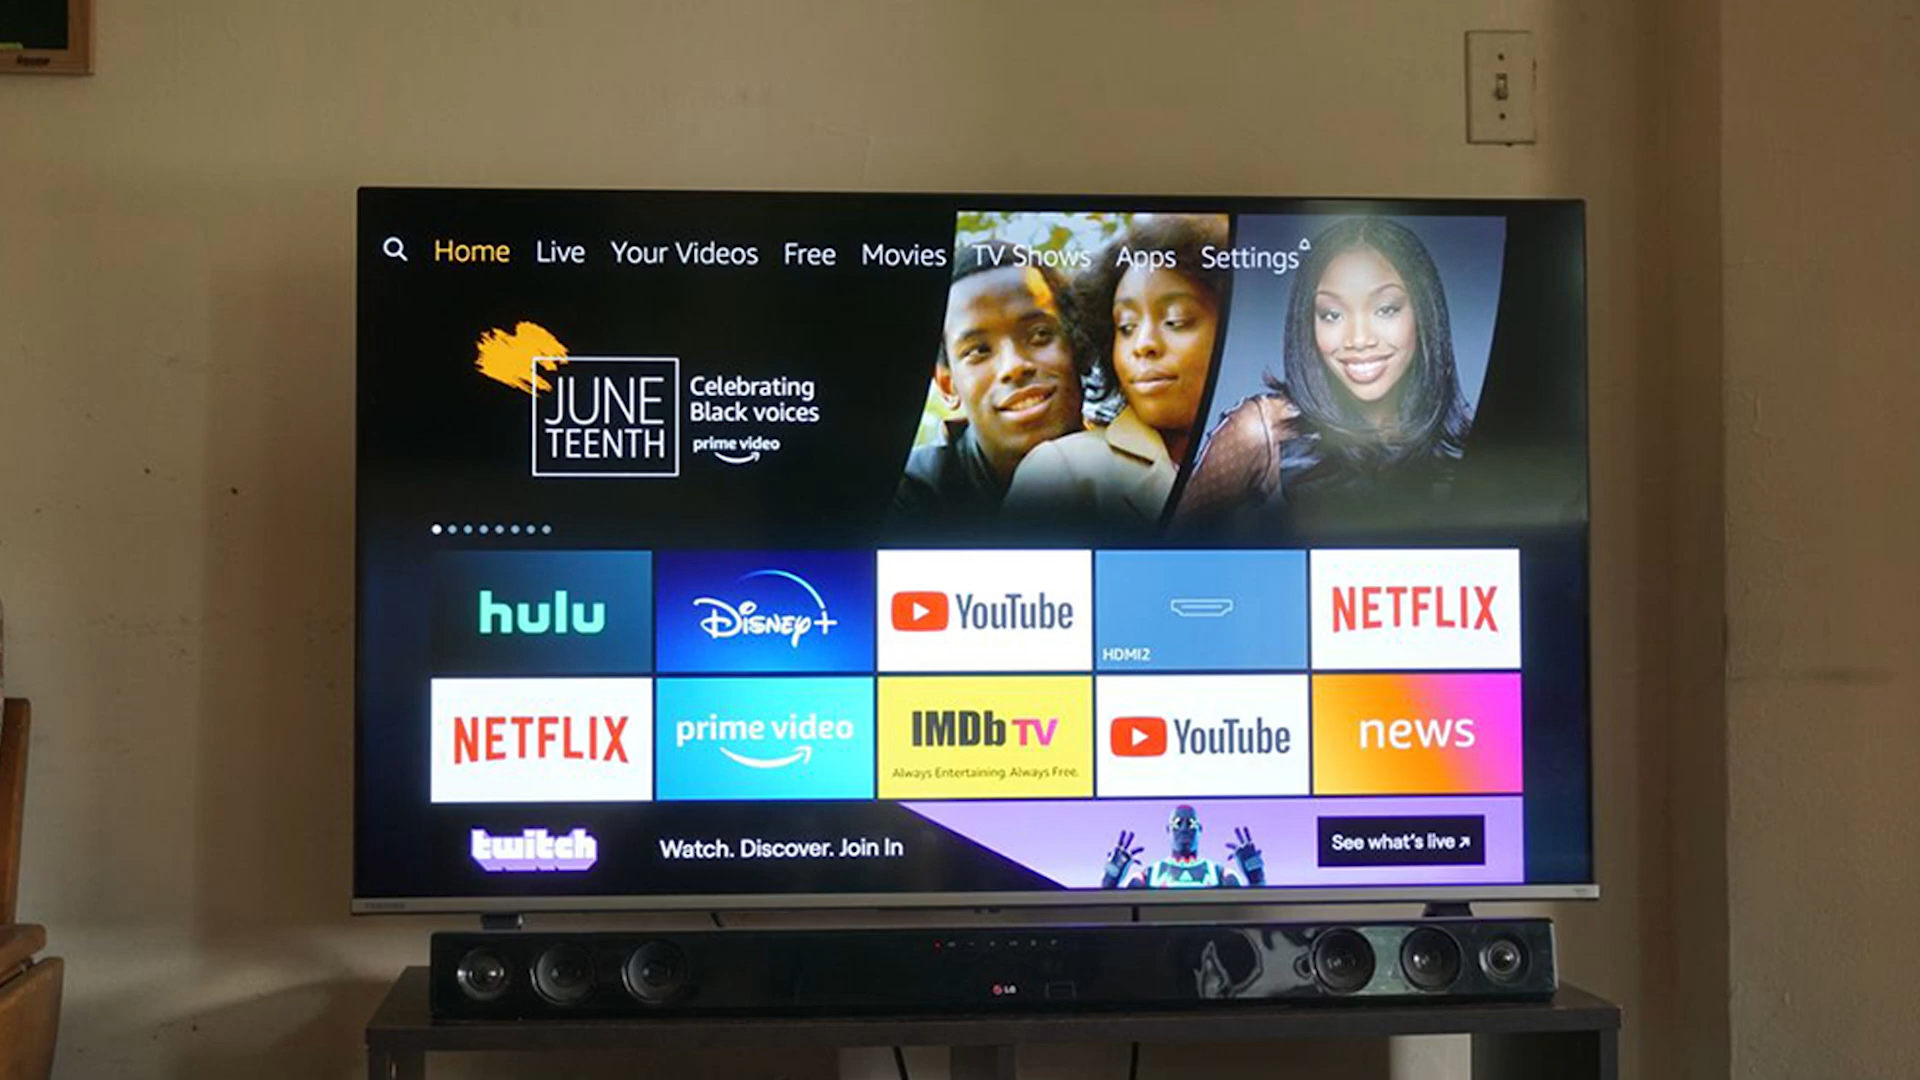 Home Live Your Videos Free Movies TV Shows Apps Settings
JUNE
TEENTH
Celebrating
Black voices
prime video
hulu Disney+ YouTube HDMI2 NETFLIX
NETFLIX prime video IMDb TV YouTube news
Always Entertaining. Always Free.
twitch Watch. Discover. Join In See what's live
TOSHIBA
LG